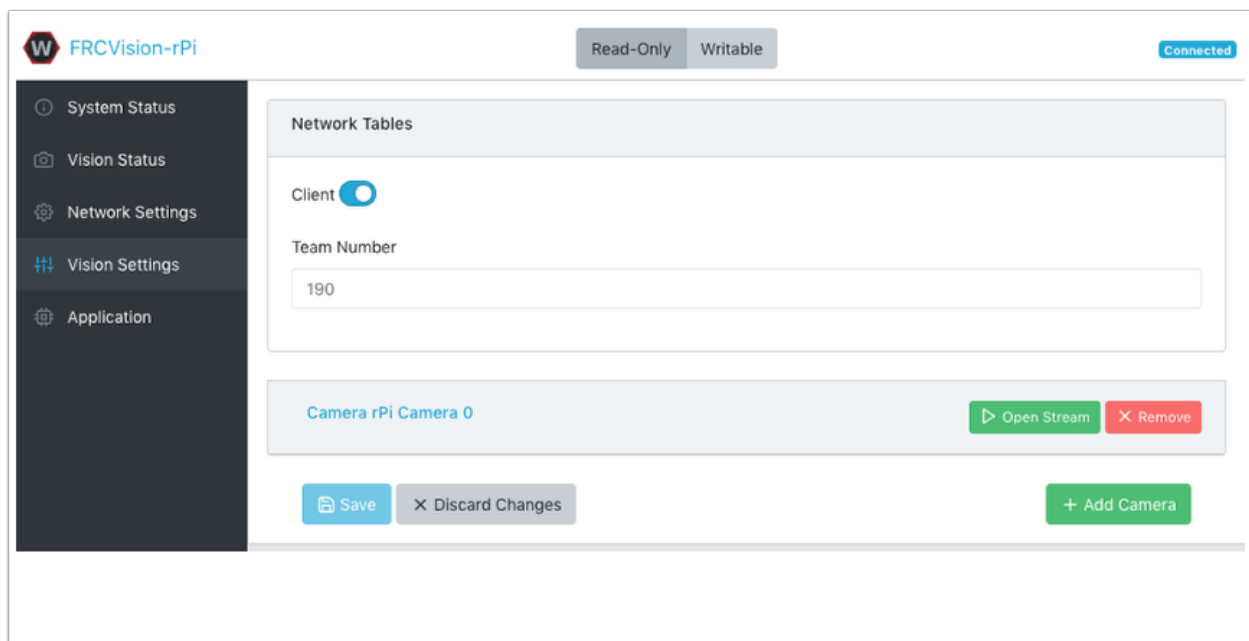 W FRCVision-rPi
Read-Only Writable
Connected
System Status
Vision Status
Network Settings
Vision Settings
Application
Network Tables
Client
Team Number
190
Camera rPi Camera 0
Open Stream
Remove
Save
Discard Changes
+ Add Camera